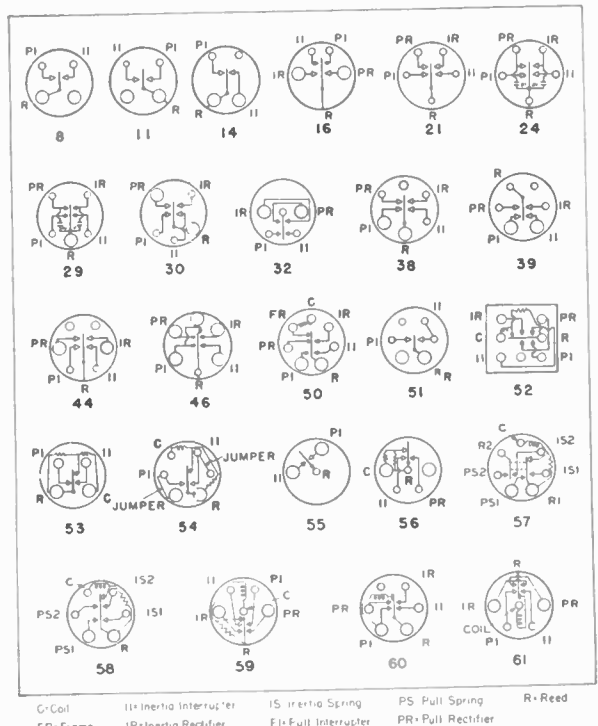 PI II PI
II PI
PR IR PR IR
IR PR PI II PI II
R R R R R R
8 11 14 16 21 24
PR IR PR IR PR IR PR
IR PR PI IR
PI II PI R PI II PI II II
R II R
29 30 32 38 39
PR C II
PR IR IR FR IR IR PR
PR II PI C R
PI II PI II II PI
R R PI R R
44 46 50 51 52
PI II C II PI C IS2
JUMPER R2
PI II C R PS2 IS1
R C JUMPER R II PR PS1 R1
53 54 55 56 57
C IS2 II PI IR R
C
PS2 IS1 IR PR PR II IR PR
PS1 R R PI R COIL
PI II
58 59 60 61
C=Coil II=Inertia Interrupter IS Inertia Spring PS Pull Spring R=Reed
IR=Inertia Rectifier PR=Pull Rectifier